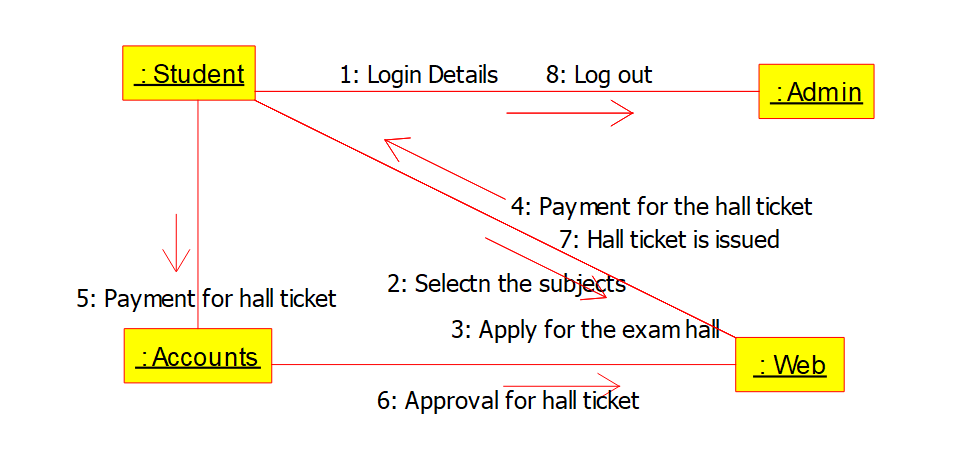 : Student
1: Login Details
8: Log out
: Admin
4: Payment for the hall ticket
7: Hall ticket is issued
2: Selectn the subjects
5: Payment for hall ticket
3: Apply for the exam hall
: Accounts
: Web
6: Approval for hall ticket